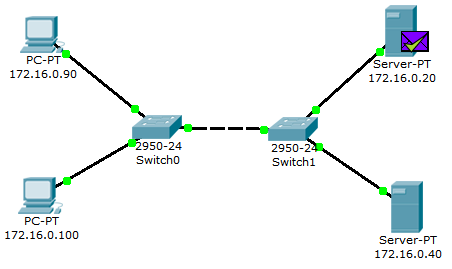 PC-PT
172.16.0.90
Server-PT
172.16.0.20
2950-24
Switch0
2950-24
Switch1
PC-PT
172.16.0.100
Server-PT
172.16.0.40